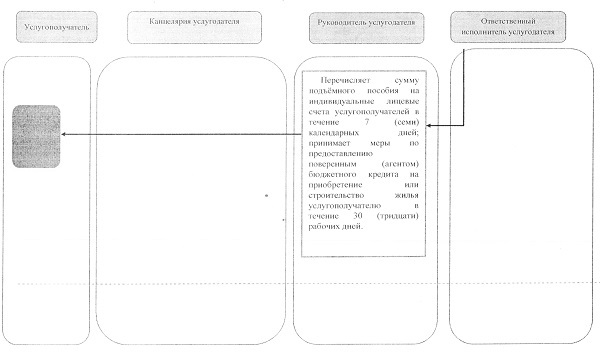 Услугополучатель
Канцелярия услугодателя
Руководитель услугодателя
Ответственный
исполнитель услугодателя
Перечисляет сумму
подъёмного пособия на
индивидуальные лицевые
счета услугополучателей в
течение 7 (семи)
календарных дней;
принимает меры по
предоставлению
поверенным (агентом)
бюджетного кредита на
приобретение или
строительство жилья
услугополучателю в
течение 30 (тридцати)
рабочих дней.